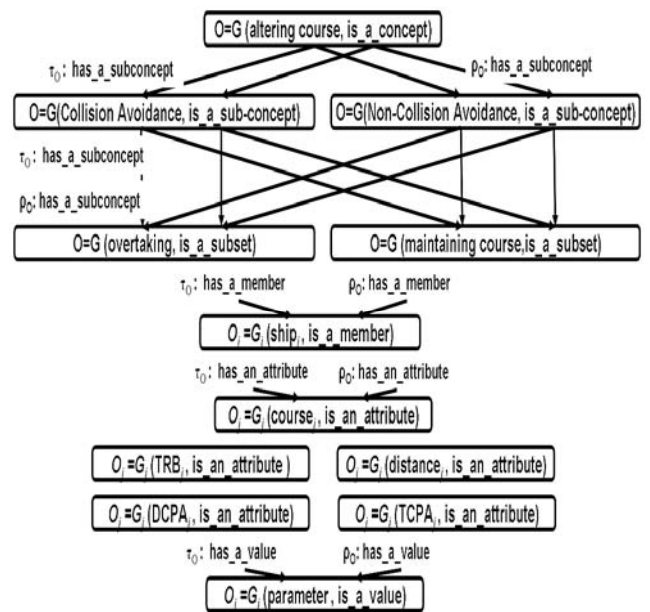 O=G (altering course, is_a_concept)
τ₀: has_a_subconcept
ρ₀: has_a_subconcept
O=G(Collision Avoidance, is_a_sub-concept)
O=G(Non-Collision Avoidance, is_a_sub-concept)
τ₀: has_a_subconcept
ρ₀: has_a_subconcept
O=G (overtaking, is_a_subset)
O=G (maintaining course,is_a_subset)
τ₀: has_a_member
ρ₀: has_a_member
Oᵢ=Gᵢ(shipᵢ, is_a_member)
τ₀: has_an_attribute
ρ₀: has_an_attribute
Oᵢ=Gᵢ(courseᵢ, is_an_attribute)
Oᵢ=Gᵢ(TRBᵢ, is_an_attribute )
Oᵢ=Gᵢ(distanceᵢ, is_an_attribute)
Oᵢ=Gᵢ(DCPAᵢ, is_an_attribute)
Oᵢ=Gᵢ(TCPAᵢ, is_an_attribute)
τ₀: has_a_value
ρ₀: has_a_value
Oᵢ=Gᵢ(parameter, is_a_value)